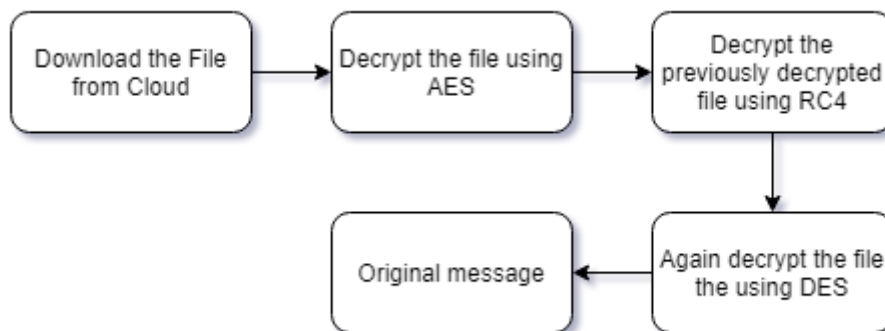 Download the File
from Cloud
Decrypt the file using
AES
Decrypt the
previously decrypted
file using RC4
Again decrypt the file
the using DES
Original message